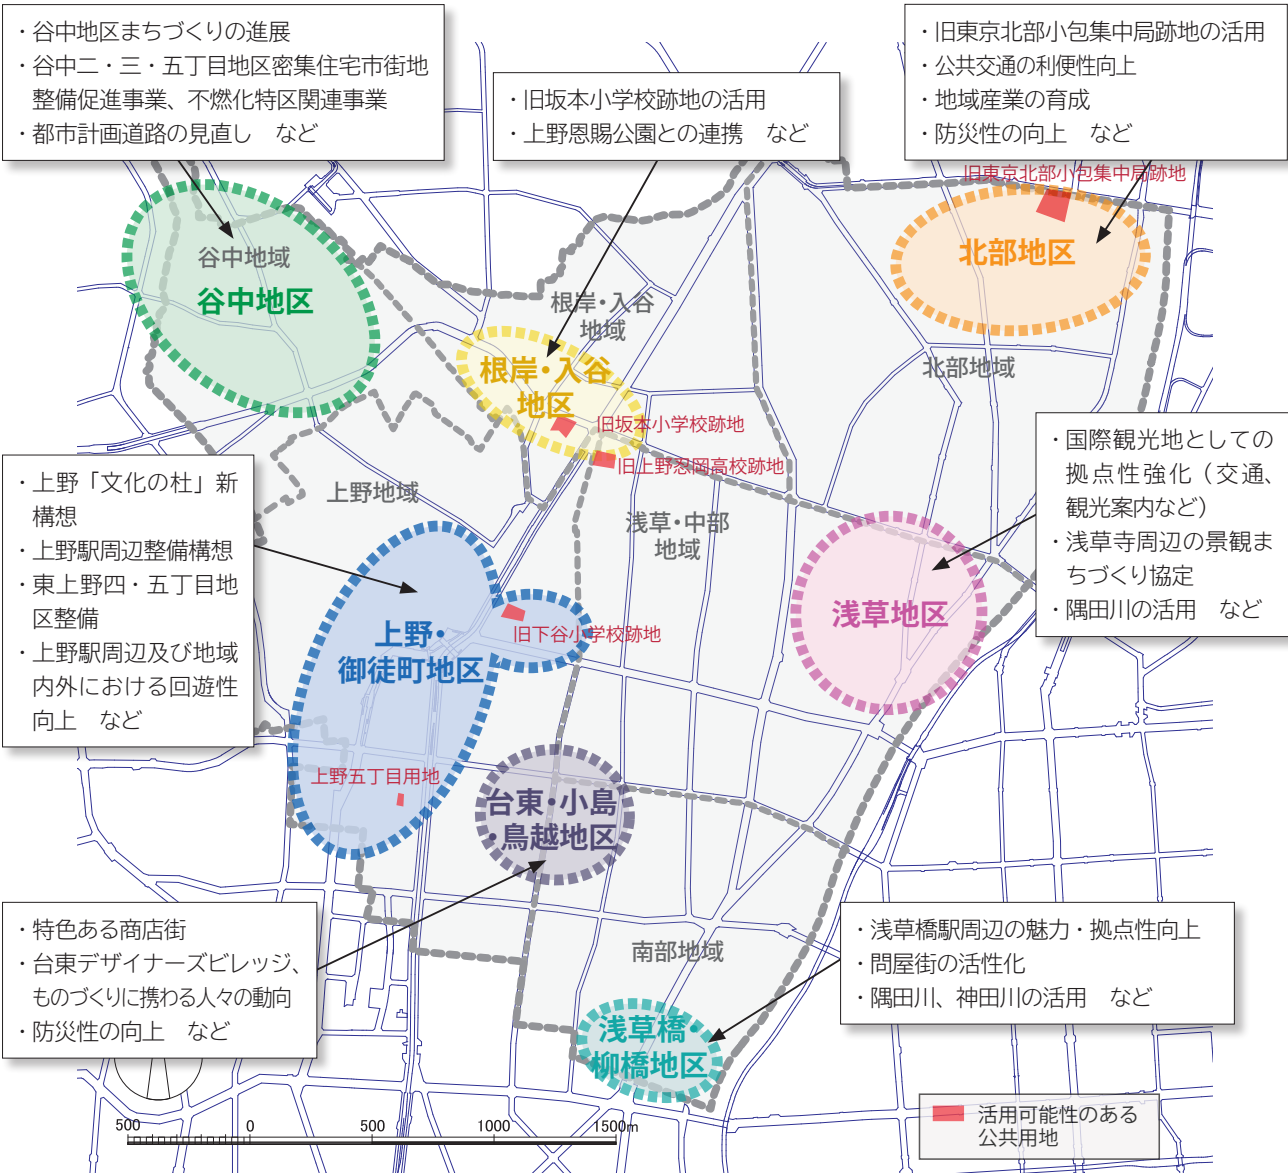 ・谷中地区まちづくりの進展
・谷中二・三・五丁目地区密集住宅市街地
整備促進事業、不燃化特区関連事業
・都市計画道路の見直し　など
・旧坂本小学校跡地の活用
・上野恩賜公園との連携　など
・旧東京北部小包集中局跡地の活用
・公共交通の利便性向上
・地域産業の育成
・防災性の向上　など
旧東京北部小包集中局跡地
谷中地域
谷中地区
根岸・入谷
地域
北部地区
根岸・入谷
地区
北部地域
旧坂本小学校跡地
旧上野忍岡高校跡地
・国際観光地としての
拠点性強化（交通、
観光案内など）
・浅草寺周辺の景観ま
ちづくり協定
・隅田川の活用　など
・上野「文化の杜」新
構想
・上野駅周辺整備構想
・東上野四・五丁目地
区整備
・上野駅周辺及び地域
内外における回遊性
向上　など
上野地域
浅草・中部
地域
浅草地区
上野・
御徒町地区
旧下谷小学校跡地
上野五丁目用地
台東・小島
・鳥越地区
・特色ある商店街
・台東デザイナーズビレッジ、
ものづくりに携わる人々の動向
・防災性の向上　など
南部地域
・浅草橋駅周辺の魅力・拠点性向上
・問屋街の活性化
・隅田川、神田川の活用　など
浅草橋・
柳橋地区
500 0 500 1000 1500m
活用可能性のある
公共用地